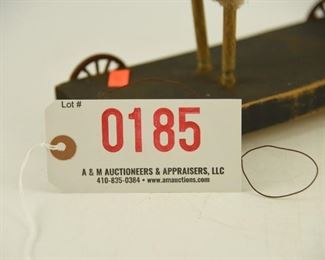 Lot #
0185
A & M AUCTIONEERS & APPRAISERS, LLC
410-835-0384 • www.amauctions.com